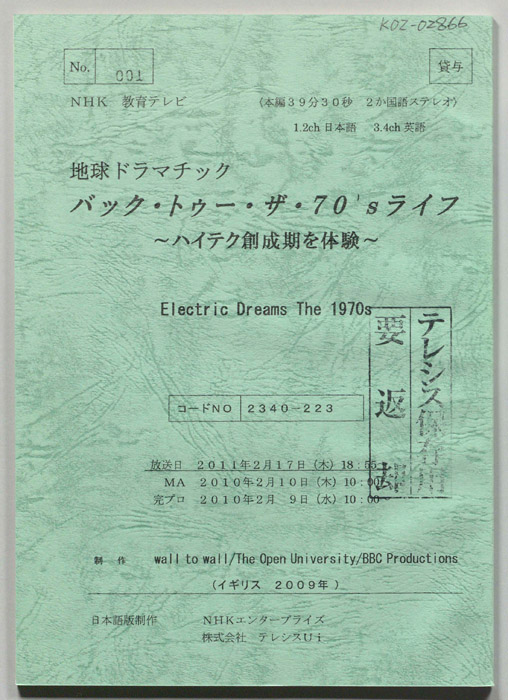 KOZ-02866
No. 001
貸与
NHK 教育テレビ
(本編39分30秒 2か国語ステレオ)
1.2ch 日本語 3.4ch 英語
地球ドラマチック
バック・トゥー・ザ・70'sライフ
～ハイテク創成期を体験～
Electric Dreams The 1970s
テレシス保存用
要返却
コードNO 2340-223
放送日 2011年2月17日(木) 18:55
MA 2010年2月10日(木) 10:00
完プロ 2010年2月 9日(水) 10:00
制作 wall to wall/The Open University/BBC Productions
(イギリス 2009年)
日本語版制作 NHKエンタープライズ
株式会社 テレシスUi